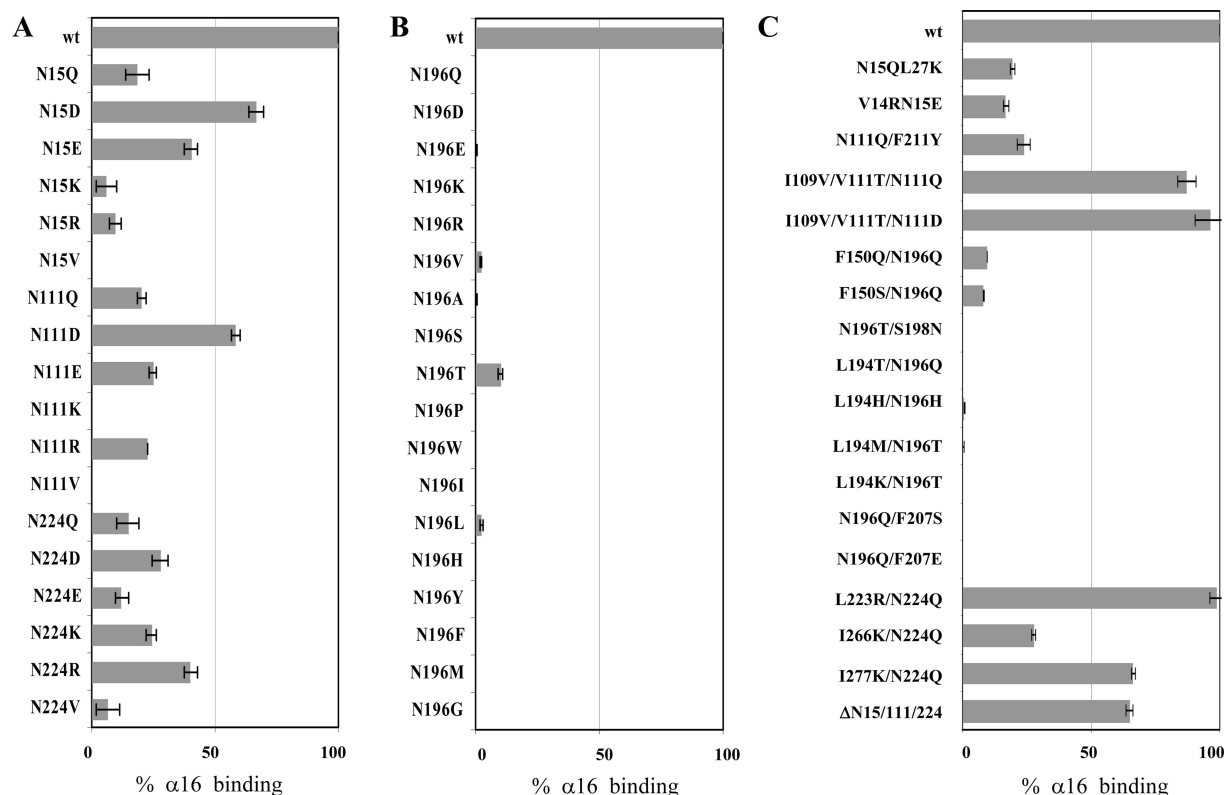 A
wt
N15Q
N15D
N15E
N15K
N15R
N15V
N111Q
N111D
N111E
N111K
N111R
N111V
N224Q
N224D
N224E
N224K
N224R
N224V
0 50 100
% α16 binding
B
wt
N196Q
N196D
N196E
N196K
N196R
N196V
N196A
N196S
N196T
N196P
N196W
N196I
N196L
N196H
N196Y
N196F
N196M
N196G
0 50 100
% α16 binding
C
wt
N15QL27K
V14RN15E
N111Q/F211Y
I109V/V111T/N111Q
I109V/V111T/N111D
F150Q/N196Q
F150S/N196Q
N196T/S198N
L194T/N196Q
L194H/N196H
L194M/N196T
L194K/N196T
N196Q/F207S
N196Q/F207E
L223R/N224Q
I266K/N224Q
I277K/N224Q
ΔN15/111/224
0 50 100
% α16 binding